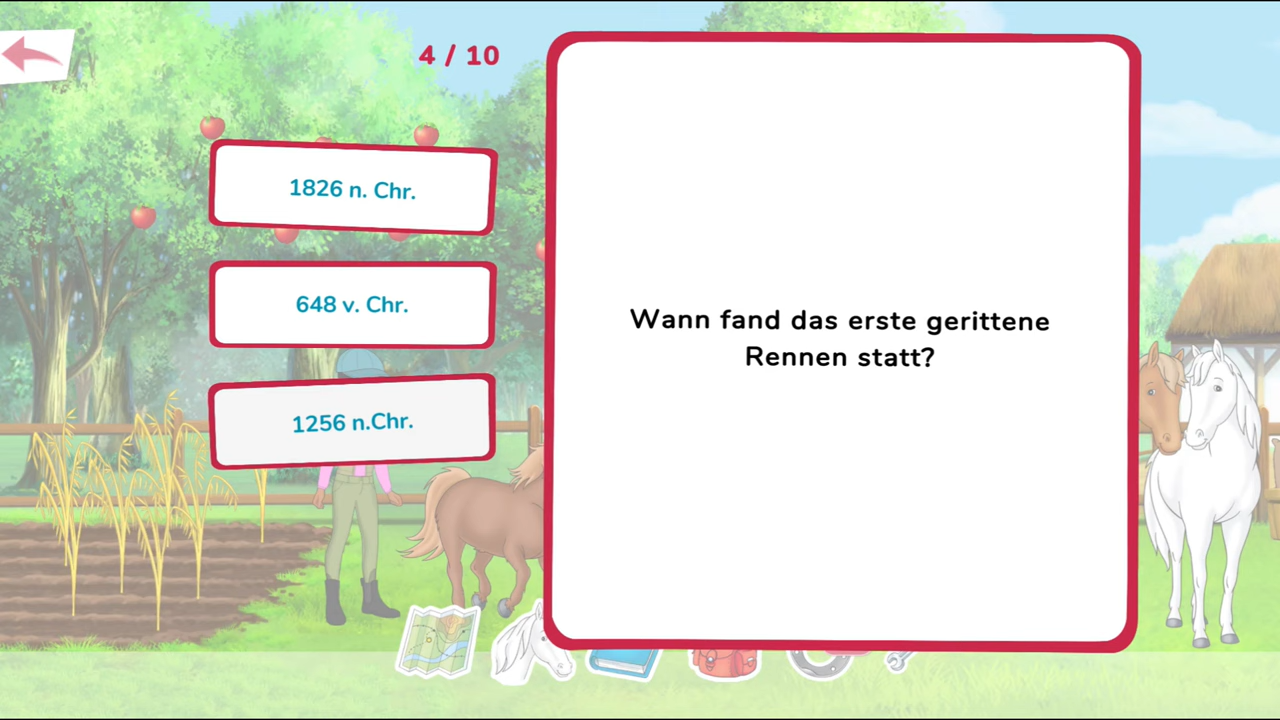 4 / 10
1826 n. Chr.
648 v. Chr.
1256 n.Chr.
Wann fand das erste gerittene
Rennen statt?